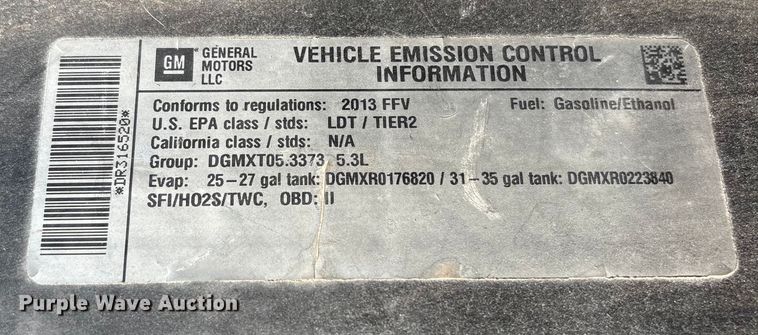 GM
GENERAL
MOTORS
LLC
VEHICLE EMISSION CONTROL
INFORMATION
Conforms to regulations: 2013 FFV Fuel: Gasoline/Ethanol
U.S. EPA class / stds: LDT / TIER2
California class / stds: N/A
Group: DGMXT05.3373 5.3L
Evap: 25-27 gal tank: DGMXR0176820 / 31-35 gal tank: DGMXR0223840
SFI/HO2S/TWC, OBD: II
*DR316520*
Purple Wave Auction